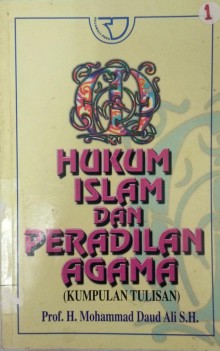 1
HUKUM
ISLAM
DAN
PERADILAN
AGAMA
(KUMPULAN TULISAN)
Prof. H. Mohammad Daud Ali S.H.